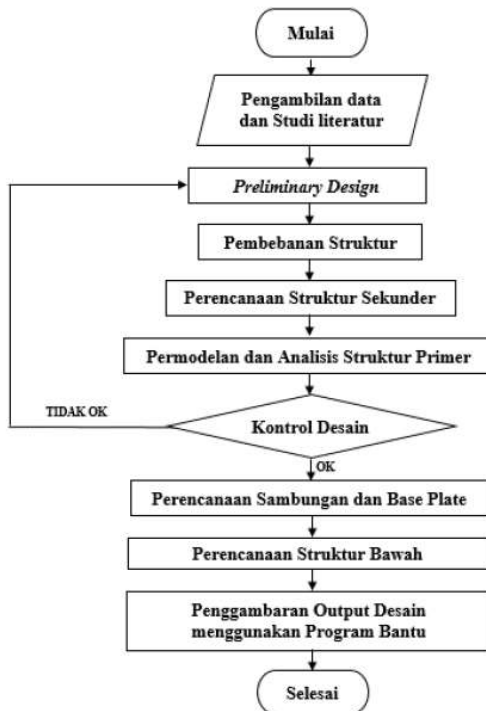 Mulai
Pengambilan data
dan Studi literatur
Preliminary Design
Pembebanan Struktur
Perencanaan Struktur Sekunder
Permodelan dan Analisis Struktur Primer
TIDAK OK
Kontrol Desain
OK
Perencanaan Sambungan dan Base Plate
Perencanaan Struktur Bawah
Penggambaran Output Desain
menggunakan Program Bantu
Selesai